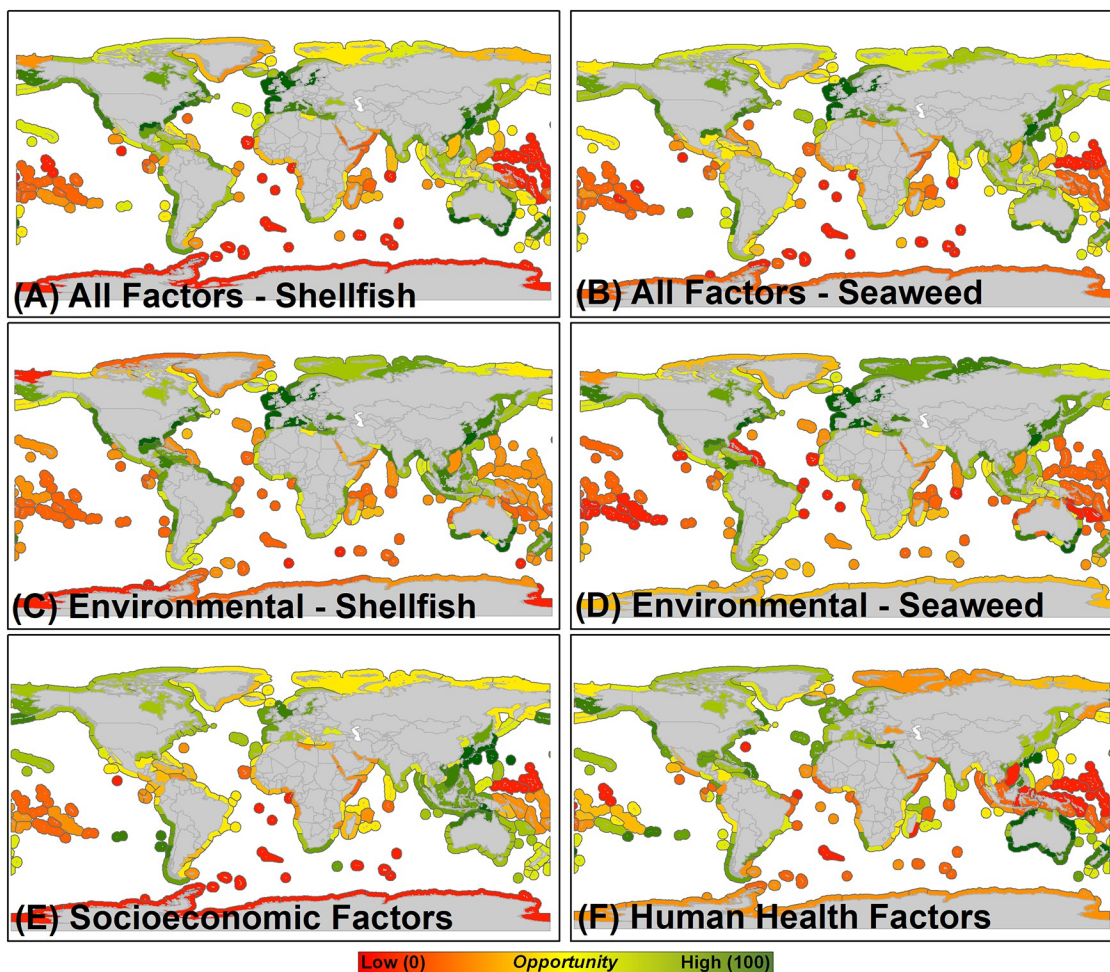 (A) All Factors - Shellfish
(B) All Factors - Seaweed
(C) Environmental - Shellfish
(D) Environmental - Seaweed
(E) Socioeconomic Factors
(F) Human Health Factors
Low (0) Opportunity High (100)